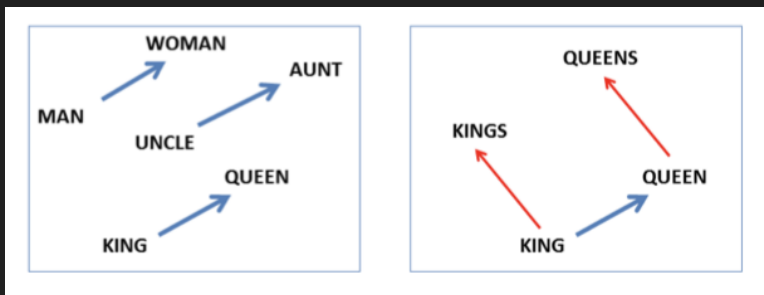 WOMAN
AUNT
MAN
UNCLE
QUEEN
KING
QUEENS
KINGS
QUEEN
KING